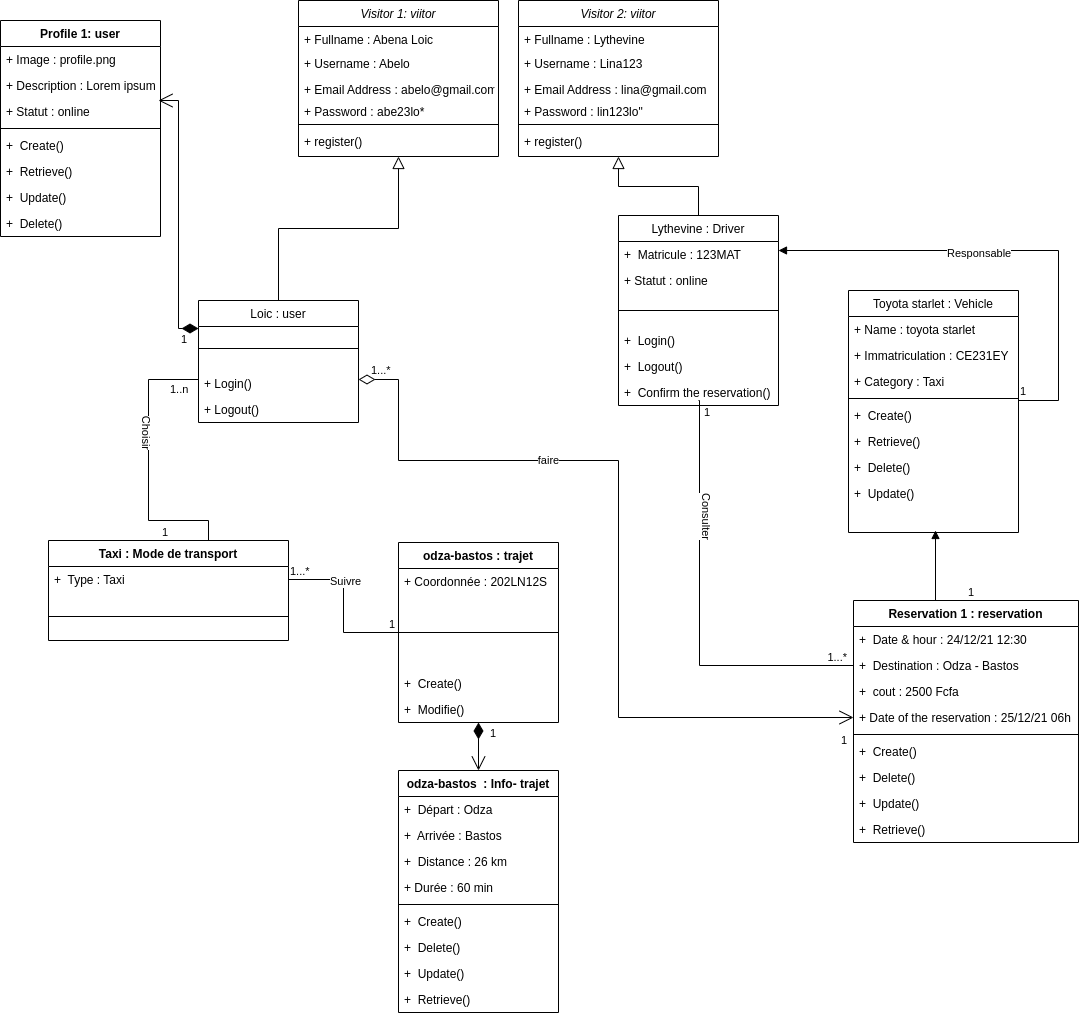 Profile 1: user
+ Image : profile.png
+ Description : Lorem ipsum
+ Statut : online
+ Create()
+ Retrieve()
+ Update()
+ Delete()
Visitor 1: viitor
+ Fullname : Abena Loic
+ Username : Abelo
+ Email Address : abelo@gmail.com
+ Password : abe23lo*
+ register()
Visitor 2: viitor
+ Fullname : Lythevine
+ Username : Lina123
+ Email Address : lina@gmail.com
+ Password : lin123lo"
+ register()
Lythevine : Driver
+ Matricule : 123MAT
+ Statut : online
+ Login()
+ Logout()
+ Confirm the reservation()
Responsable
1
Toyota starlet : Vehicle
+ Name : toyota starlet
+ Immatriculation : CE231EY
+ Category : Taxi
+ Create()
+ Retrieve()
+ Delete()
+ Update()
Loic : user
+ Login()
+ Logout()
1
1...*
1..n
Choisir
1
faire
1
Consulter
1...*
1
1
Taxi : Mode de transport
+ Type : Taxi
1...*
Suivre
1
odza-bastos : trajet
+ Coordonnée : 202LN12S
+ Create()
+ Modifie()
1
odza-bastos : Info- trajet
+ Départ : Odza
+ Arrivée : Bastos
+ Distance : 26 km
+ Durée : 60 min
+ Create()
+ Delete()
+ Update()
+ Retrieve()
Reservation 1 : reservation
+ Date & hour : 24/12/21 12:30
+ Destination : Odza - Bastos
+ cout : 2500 Fcfa
+ Date of the reservation : 25/12/21 06h
+ Create()
+ Delete()
+ Update()
+ Retrieve()